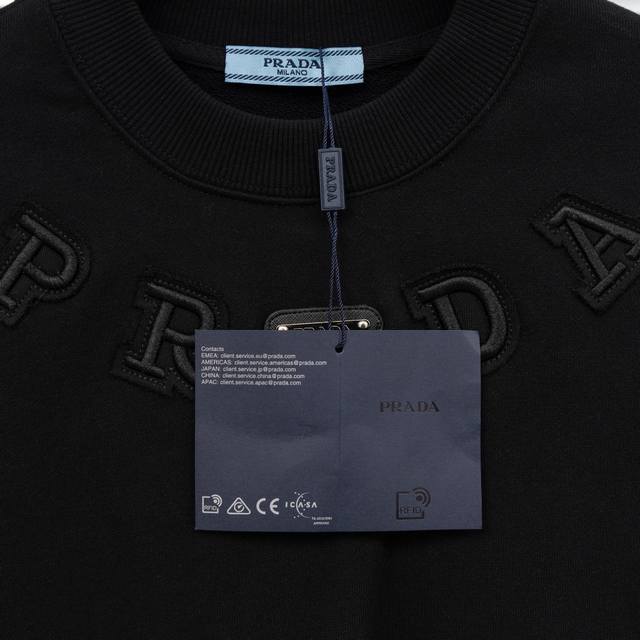 PRADA
MILANO
PRADA
P R D A
Contacts
EMEA: client.service.eu@prada.com
AMERICAS: client.service.americas@prada.com
JAPAN: client.service.jp@prada.com
CHINA: client.service.china@prada.com
APAC: client.service.apac@prada.com
PRADA
RFID
CE
ICASA
APPROVED
RFID